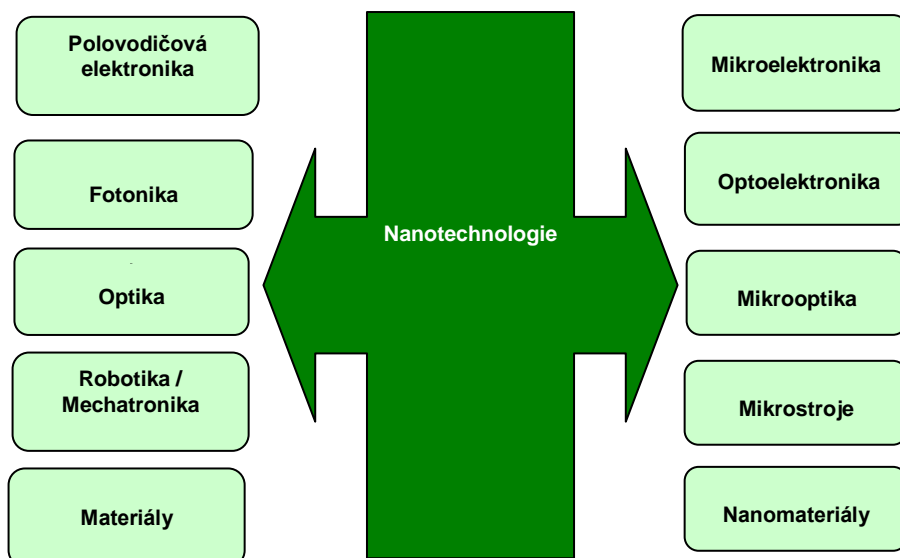 Polovodičová
elektronika
Fotonika
Optika
Robotika /
Mechatronika
Materiály
Nanotechnologie
Mikroelektronika
Optoelektronika
Mikrooptika
Mikrostroje
Nanomateriály